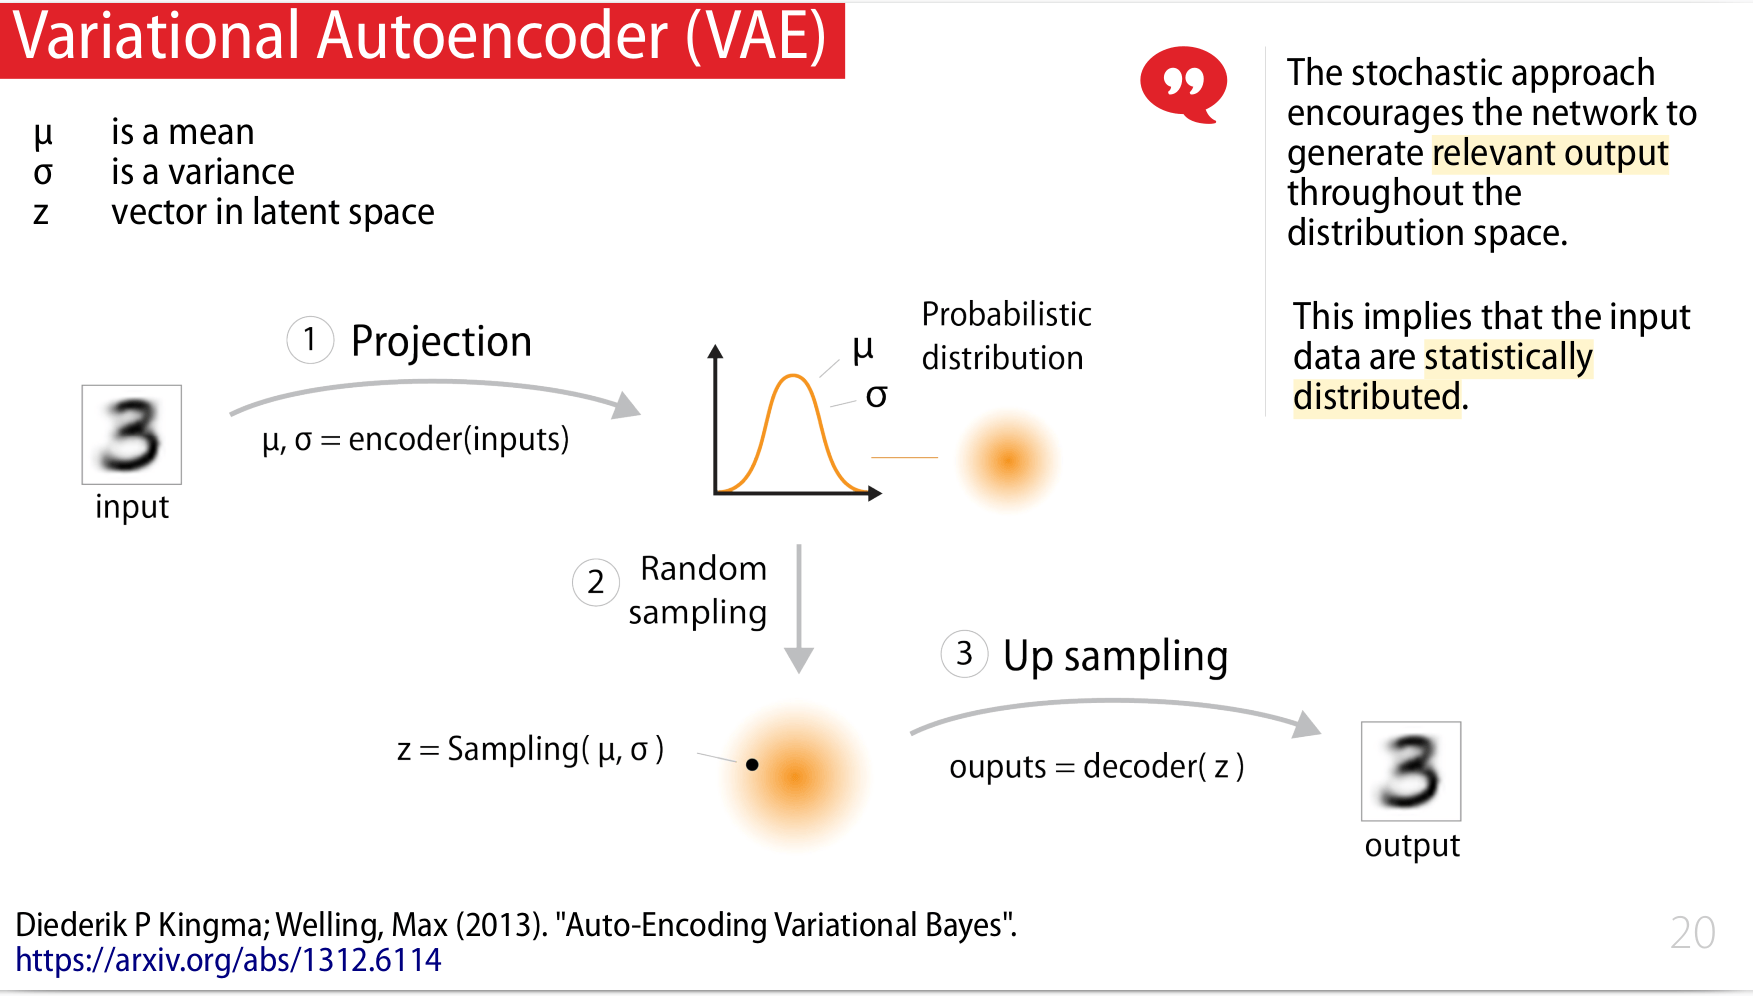 Variational Autoencoder (VAE)
μ is a mean
σ is a variance
z vector in latent space
The stochastic approach
encourages the network to
generate relevant output
throughout the
distribution space.
This implies that the input
data are statistically
distributed.
1 Projection
μ, σ = encoder(inputs)
input
μ
σ
Probabilistic
distribution
2 Random
sampling
z = Sampling( μ, σ )
3 Up sampling
ouputs = decoder( z )
output
Diederik P Kingma; Welling, Max (2013). "Auto-Encoding Variational Bayes".
https://arxiv.org/abs/1312.6114
20
3
3